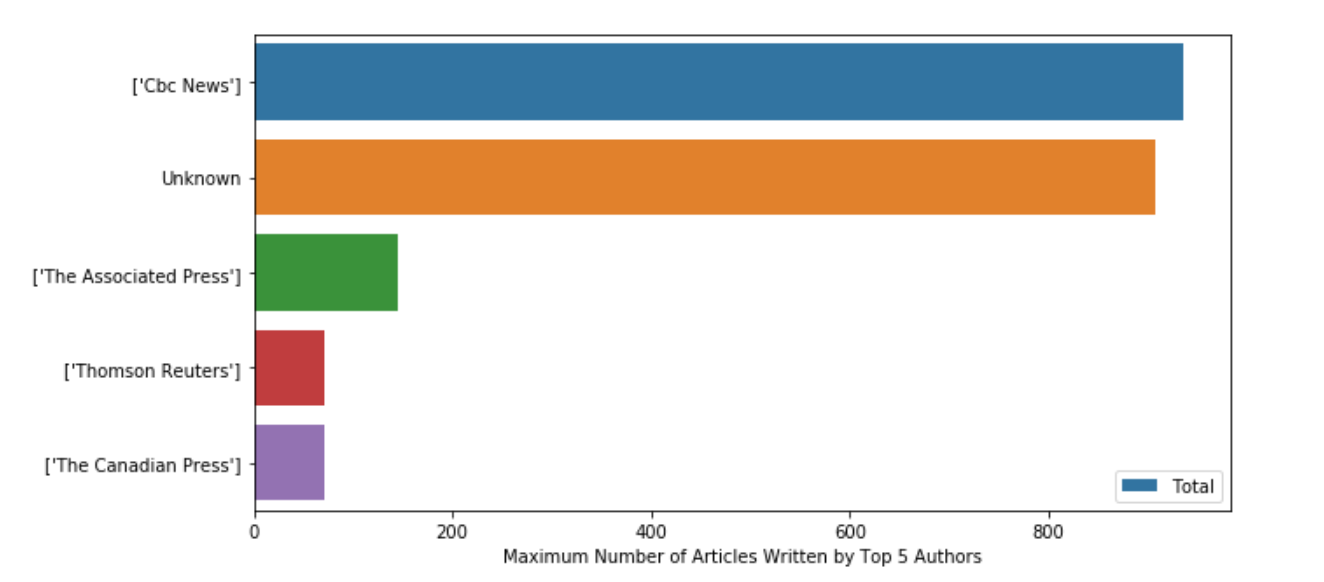 ['Cbc News']
Unknown
['The Associated Press']
['Thomson Reuters']
['The Canadian Press']
Total
0 200 400 600 800
Maximum Number of Articles Written by Top 5 Authors